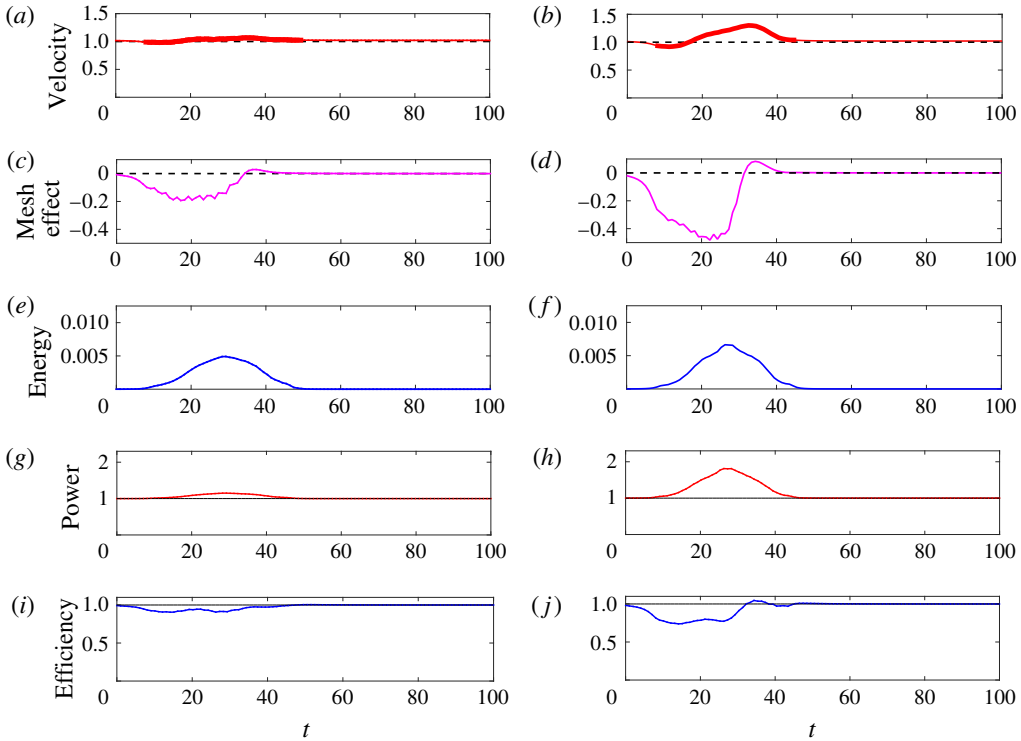 (a) (b)
Velocity
1.5 1.5
1.0 1.0
0.5 0.5
0 20 40 60 80 100 0 20 40 60 80 100
(c) (d)
Mesh effect
0 0
−0.2 −0.2
−0.4 −0.4
0 20 40 60 80 100 0 20 40 60 80 100
(e) (f)
Energy
0.010 0.010
0.005 0.005
0 20 40 60 80 100 0 20 40 60 80 100
(g) (h)
Power
2 2
1 1
0 20 40 60 80 100 0 20 40 60 80 100
(i) (j)
Efficiency
1.0 1.0
0.5 0.5
0 20 40 60 80 100 0 20 40 60 80 100
t t